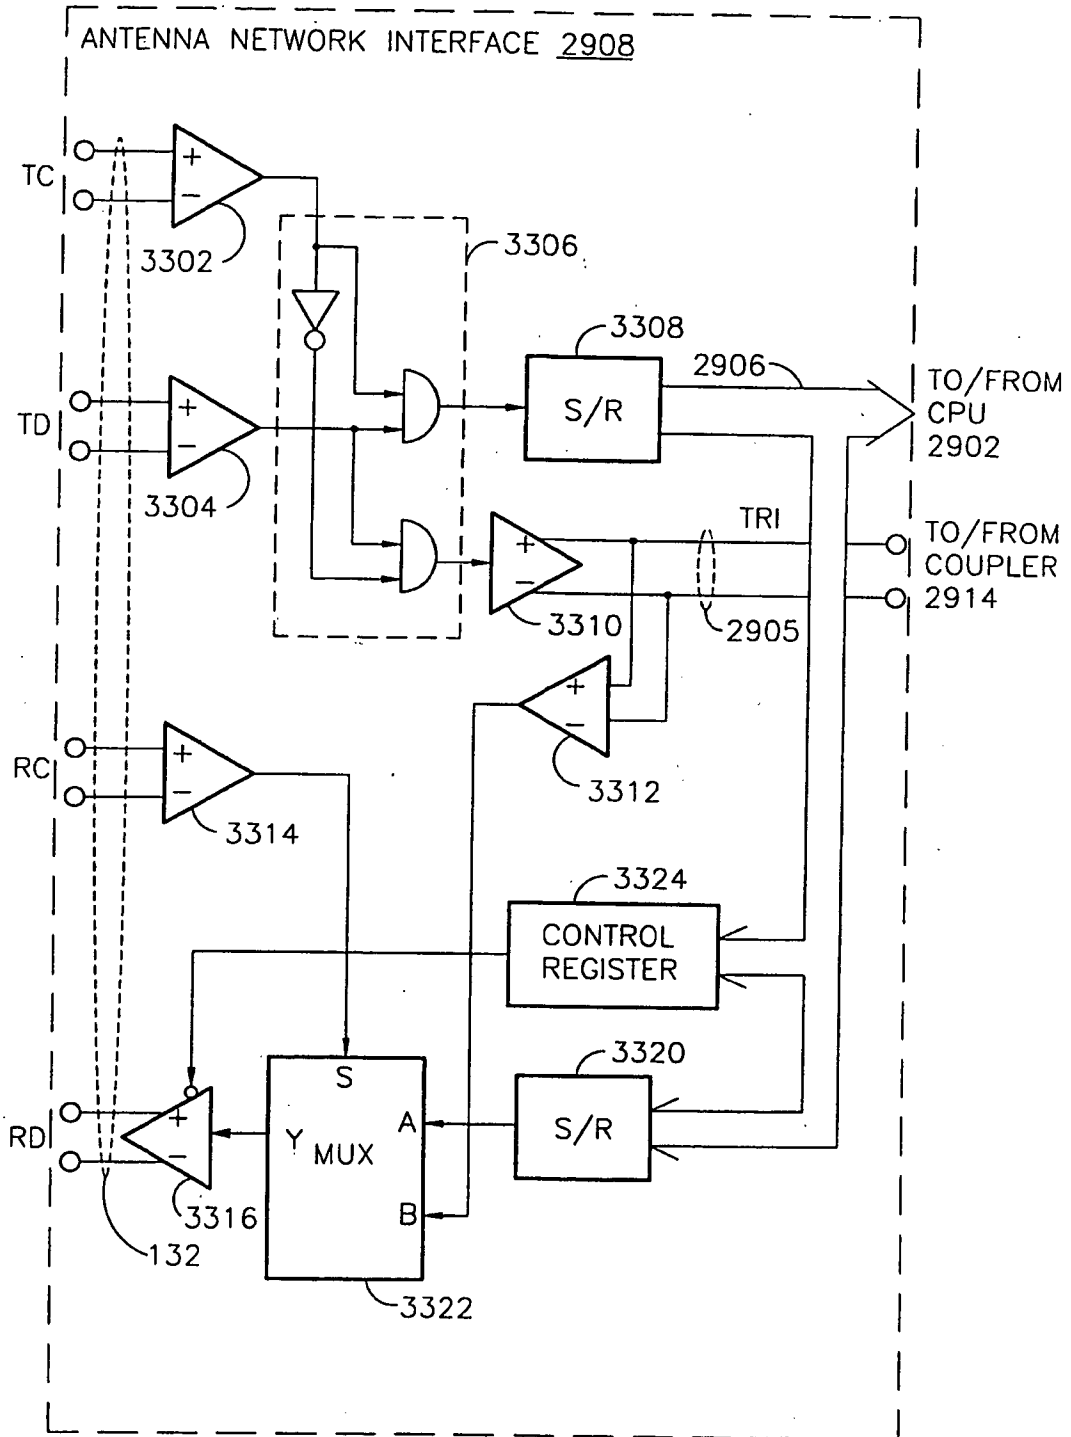 ANTENNA NETWORK INTERFACE 2908
TC
+
−
3302
3306
TD
+
−
3304
3308
S/R
2906
TO/FROM
CPU
2902
TRI
+
−
3310
2905
TO/FROM
COUPLER
2914
+
−
3312
RC
+
−
3314
3324
CONTROL
REGISTER
3320
S/R
S
A
Y
MUX
B
3322
RD
+
−
3316
132